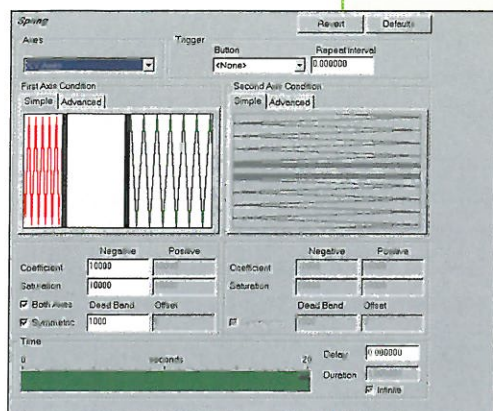 Spring
Revert Defaults
Axes
Trigger
Button Repeat Interval
<None> 0.000000
First Axis Condition Second Axis Condition
Simple Advanced Simple Advanced
Negative Positive Negative Positive
Coefficient 10000 Coefficient
Saturation 10000 Saturation
Both Axes Dead Band Offset Dead Band Offset
Symmetric 1000
Time
0 seconds 20
Delay 0.000000
Duration
Infinite